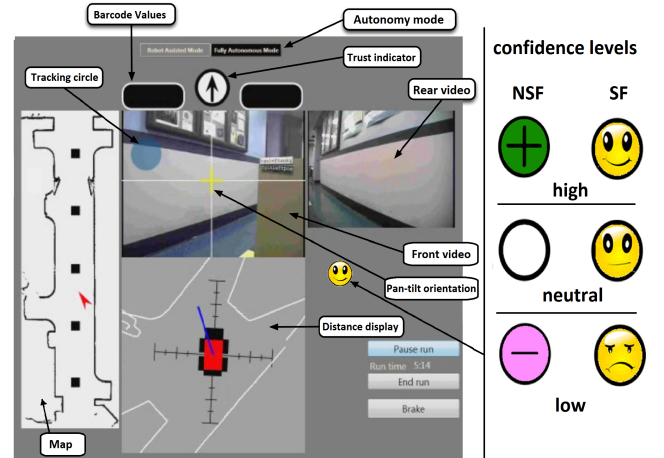 Barcode Values
Autonomy mode
Robot Assisted Mode
Fully Autonomous Mode
Trust indicator
confidence levels
Tracking circle
Rear video
NSF
SF
high
Front video
Pan-tilt orientation
neutral
Distance display
Pause run
Run time 5:14
End run
Brake
low
Map